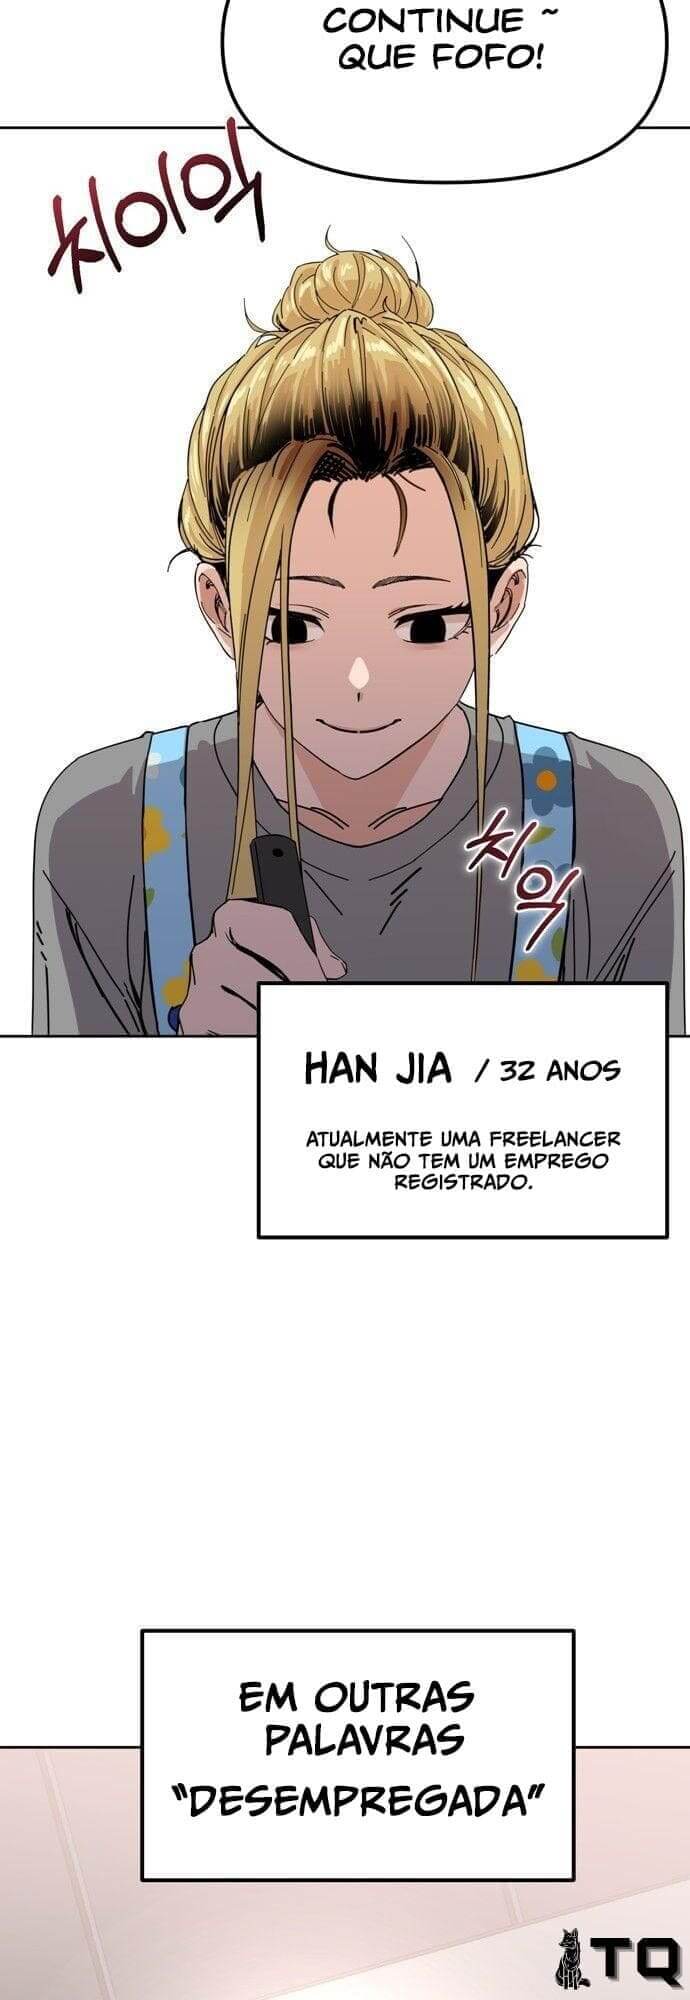 CONTINUE ~
QUE FOFO!
치이이익
치익
HAN JIA / 32 ANOS
ATUALMENTE UMA FREELANCER
QUE NÃO TEM UM EMPREGO
REGISTRADO.
EM OUTRAS
PALAVRAS
"DESEMPREGADA"
TQ